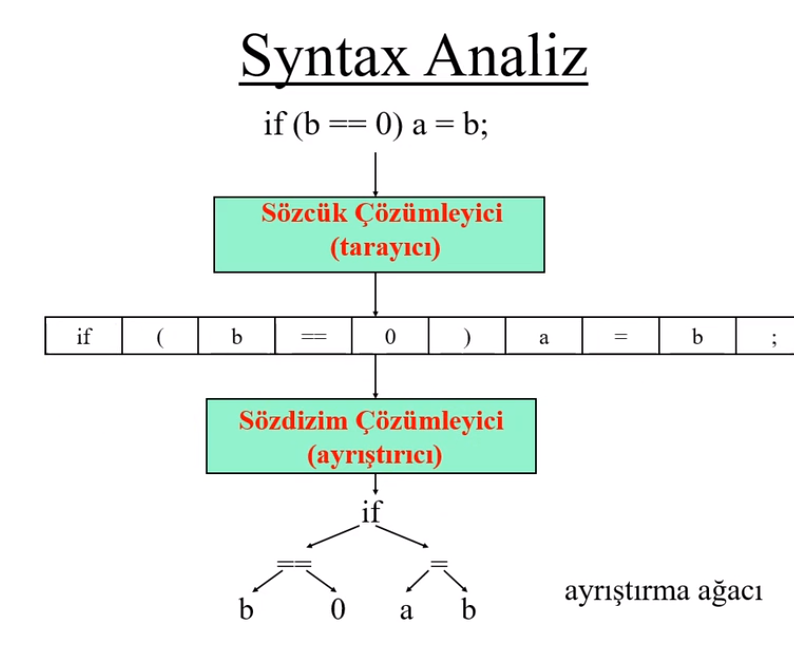 Syntax Analiz
if (b == 0) a = b;
Sözcük Çözümleyici
(tarayıcı)
if ( b == 0 ) a = b ;
Sözdizim Çözümleyici
(ayrıştırıcı)
if
== =
b 0 a b
ayrıştırma ağacı